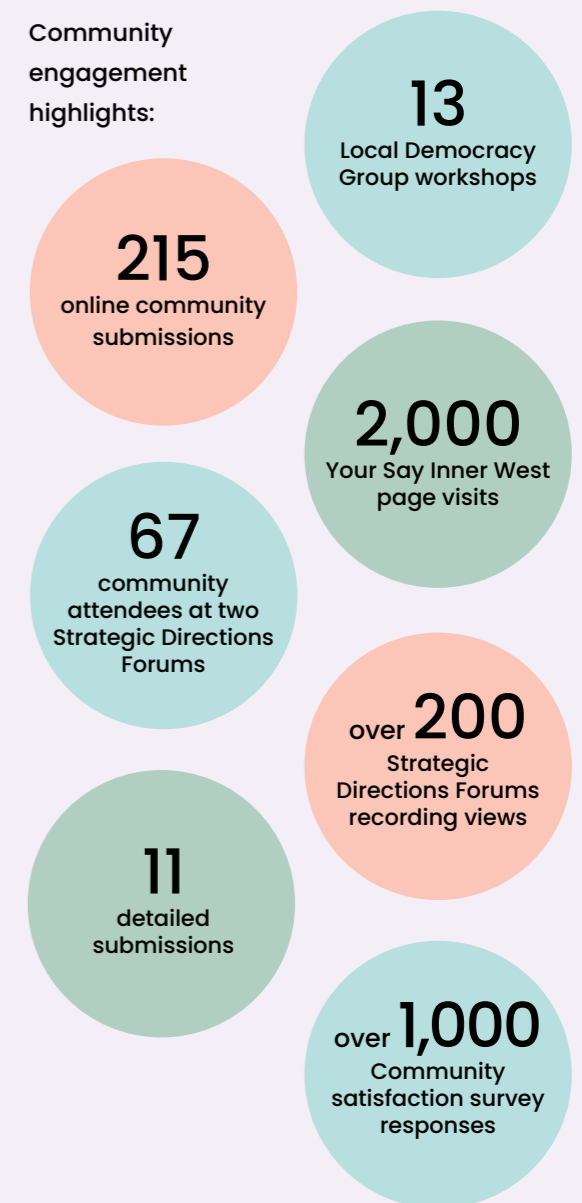 Community
engagement
highlights:
13
Local Democracy
Group workshops
215
online community
submissions
2,000
Your Say Inner West
page visits
67
community
attendees at two
Strategic Directions
Forums
over 200
Strategic
Directions Forums
recording views
11
detailed
submissions
over 1,000
Community
satisfaction survey
responses